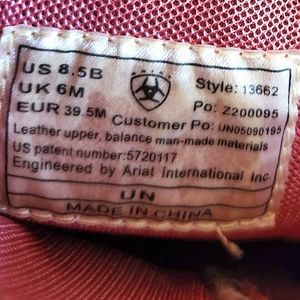 US 8.5B
ARIAT
Style: 13662
UK 6M
Po: Z200095
EUR 39.5M
Customer Po: UN05090195
Leather upper, balance man-made materials
US patent number: 5720117
Engineered by Ariat International Inc.
UN
MADE IN CHINA